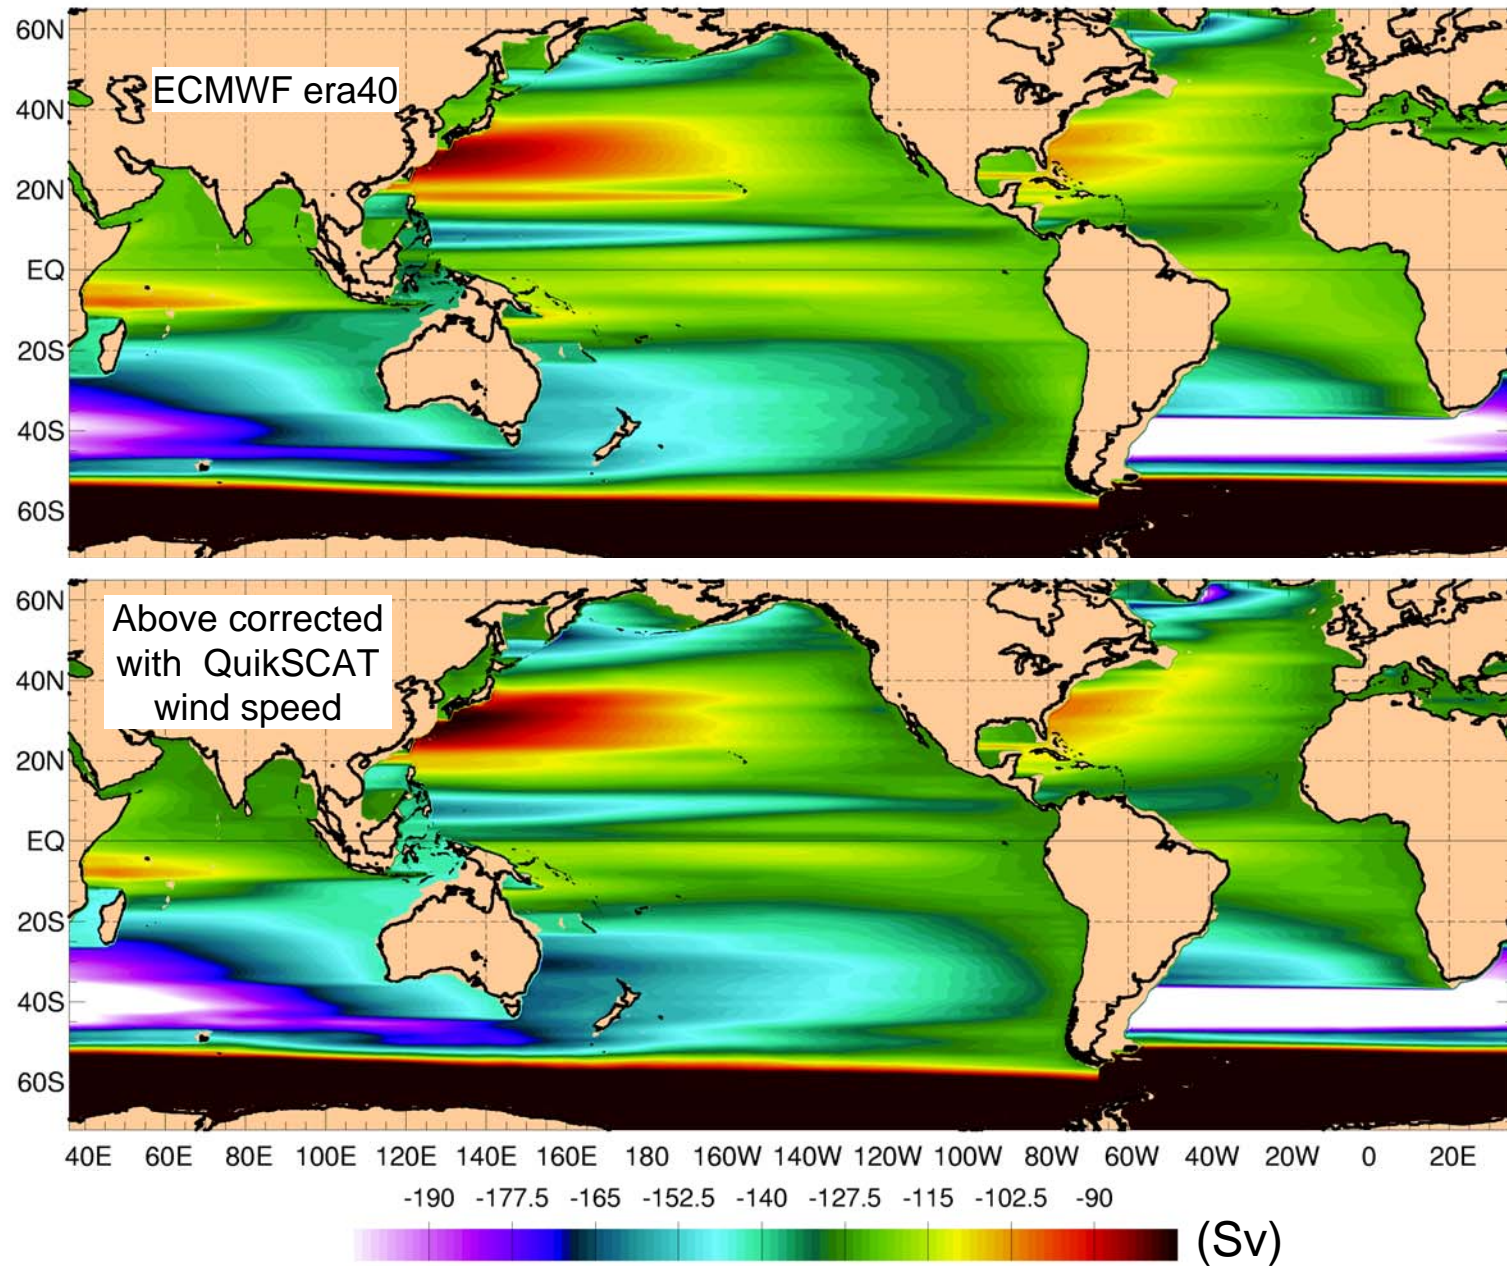 60N
40N
20N
EQ
20S
40S
60S
ECMWF era40
60N
40N
20N
EQ
20S
40S
60S
Above corrected
with QuikSCAT
wind speed
40E 60E 80E 100E 120E 140E 160E 180 160W 140W 120W 100W 80W 60W 40W 20W 0 20E
-190 -177.5 -165 -152.5 -140 -127.5 -115 -102.5 -90
(Sv)